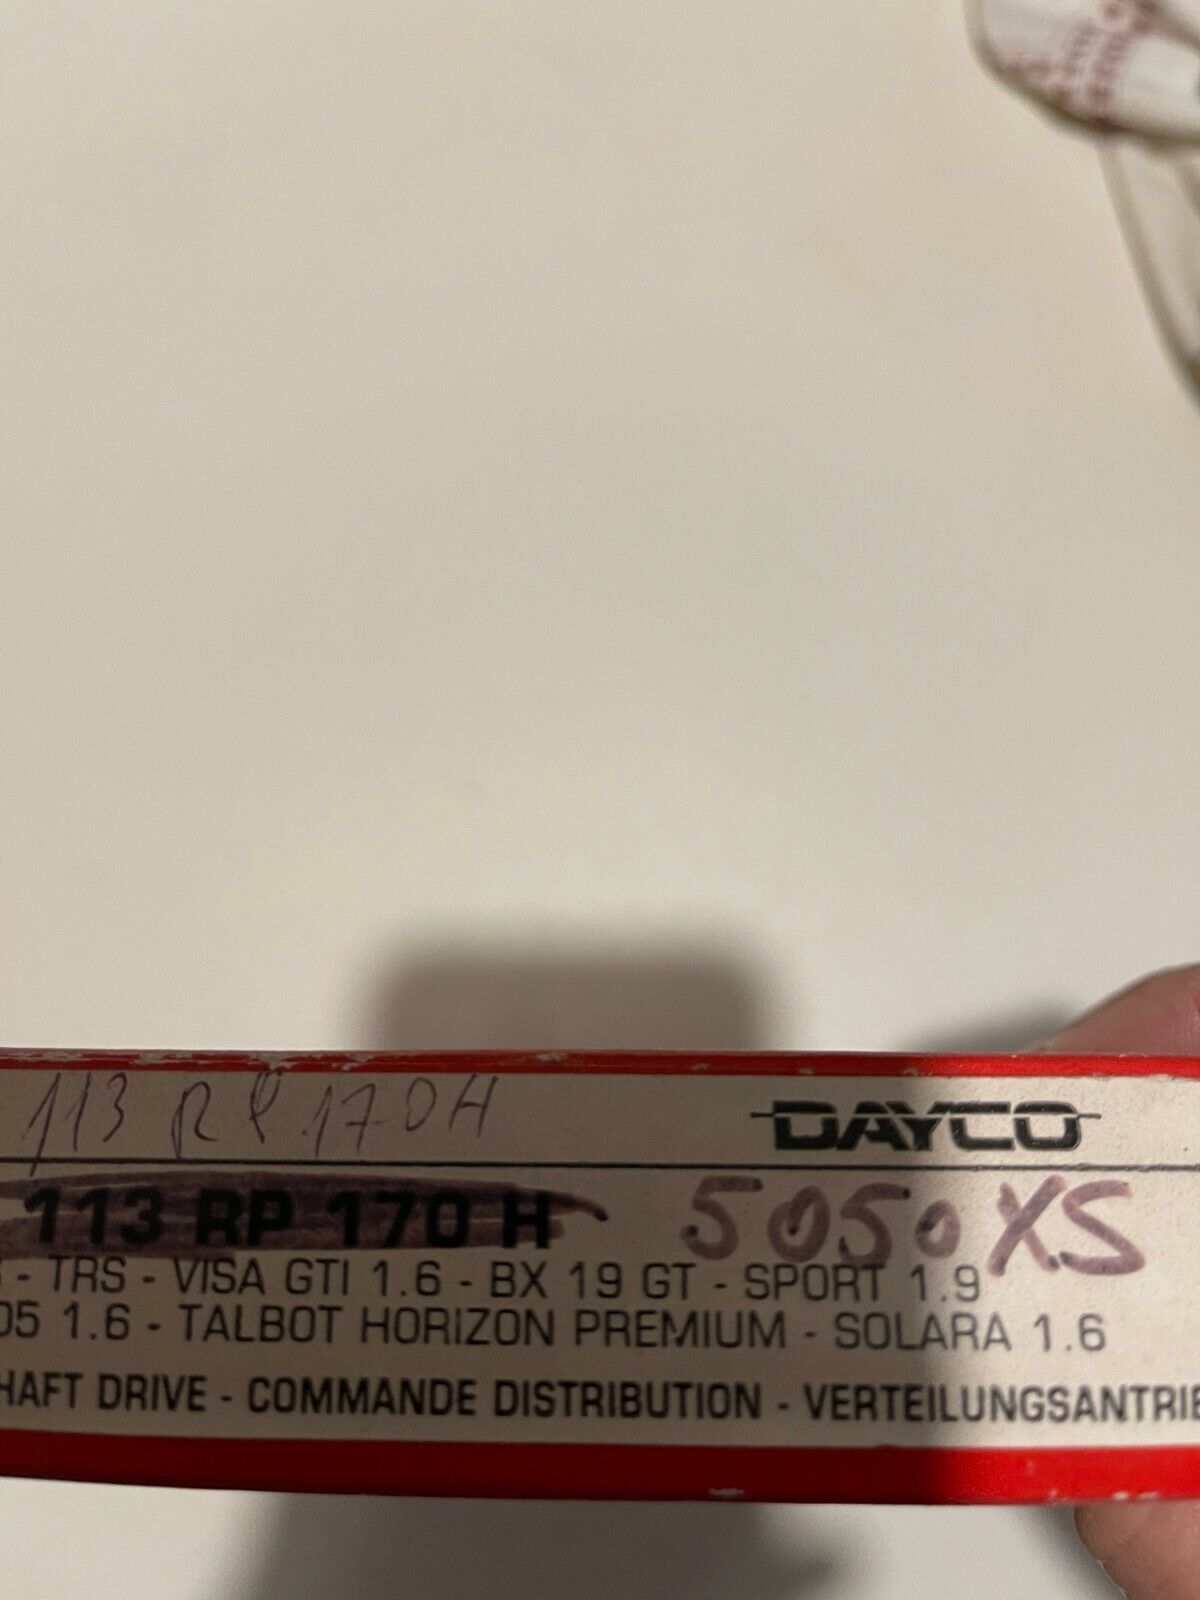 113 RP 170H
DAYCO
113 RP 170 H 5050XS
- TRS - VISA GTI 1.6 - BX 19 GT - SPORT 1.9
05 1.6 - TALBOT HORIZON PREMIUM - SOLARA 1.6
HAFT DRIVE - COMMANDE DISTRIBUTION - VERTEILUNGSANTRIE